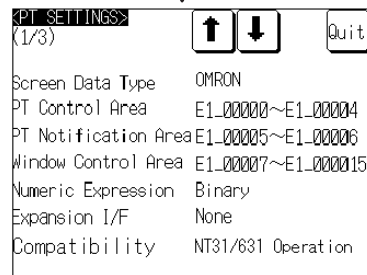 <PT SETTINGS>
(1/3)
Quit
Screen Data Type OMRON
PT Control Area E1_00000~E1_00004
PT Notification Area E1_00005~E1_00006
Window Control Area E1_00007~E1_000015
Numeric Expression Binary
Expansion I/F None
Compatibility NT31/631 Operation